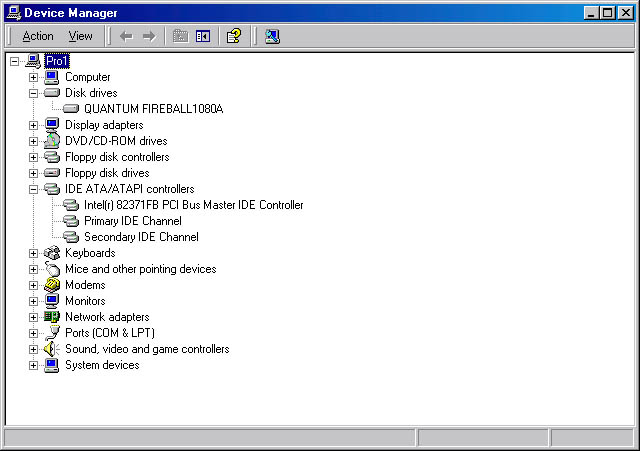 Device Manager
Action View
Pro1
Computer
Disk drives
QUANTUM FIREBALL1080A
Display adapters
DVD/CD-ROM drives
Floppy disk controllers
Floppy disk drives
IDE ATA/ATAPI controllers
Intel(r) 82371FB PCI Bus Master IDE Controller
Primary IDE Channel
Secondary IDE Channel
Keyboards
Mice and other pointing devices
Modems
Monitors
Network adapters
Ports (COM & LPT)
Sound, video and game controllers
System devices